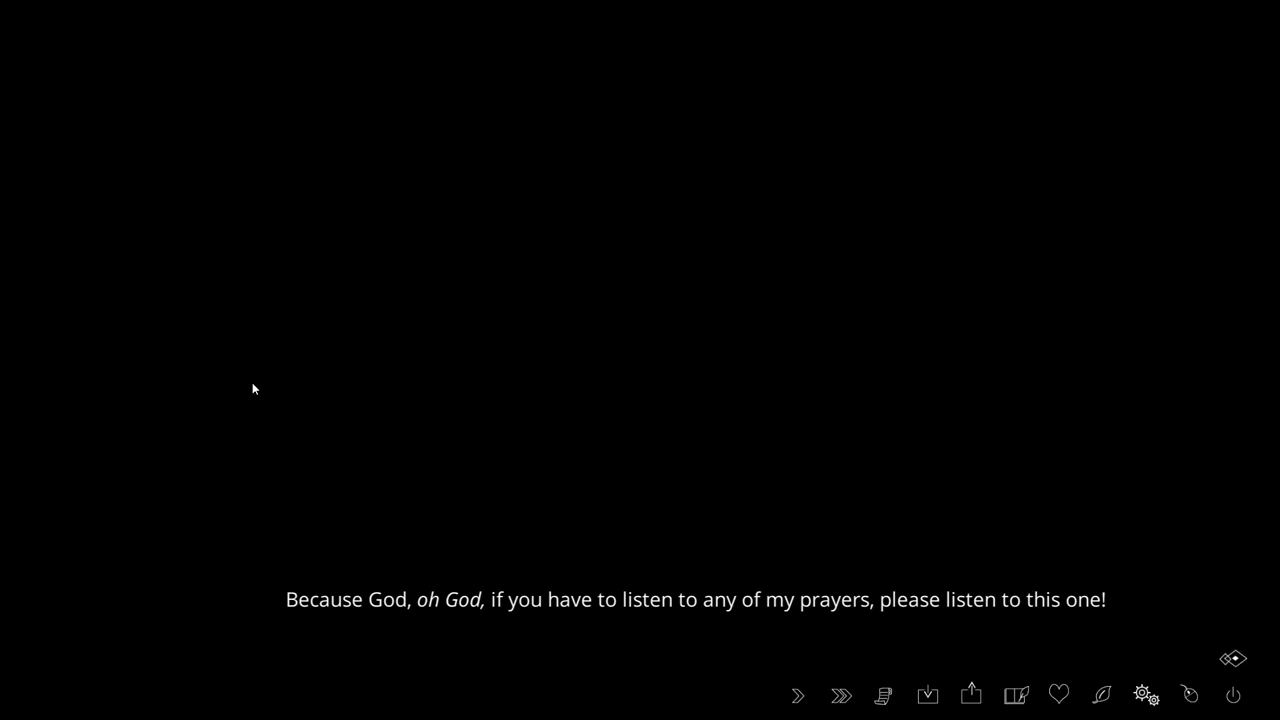 Because God, oh God, if you have to listen to any of my prayers, please listen to this one!